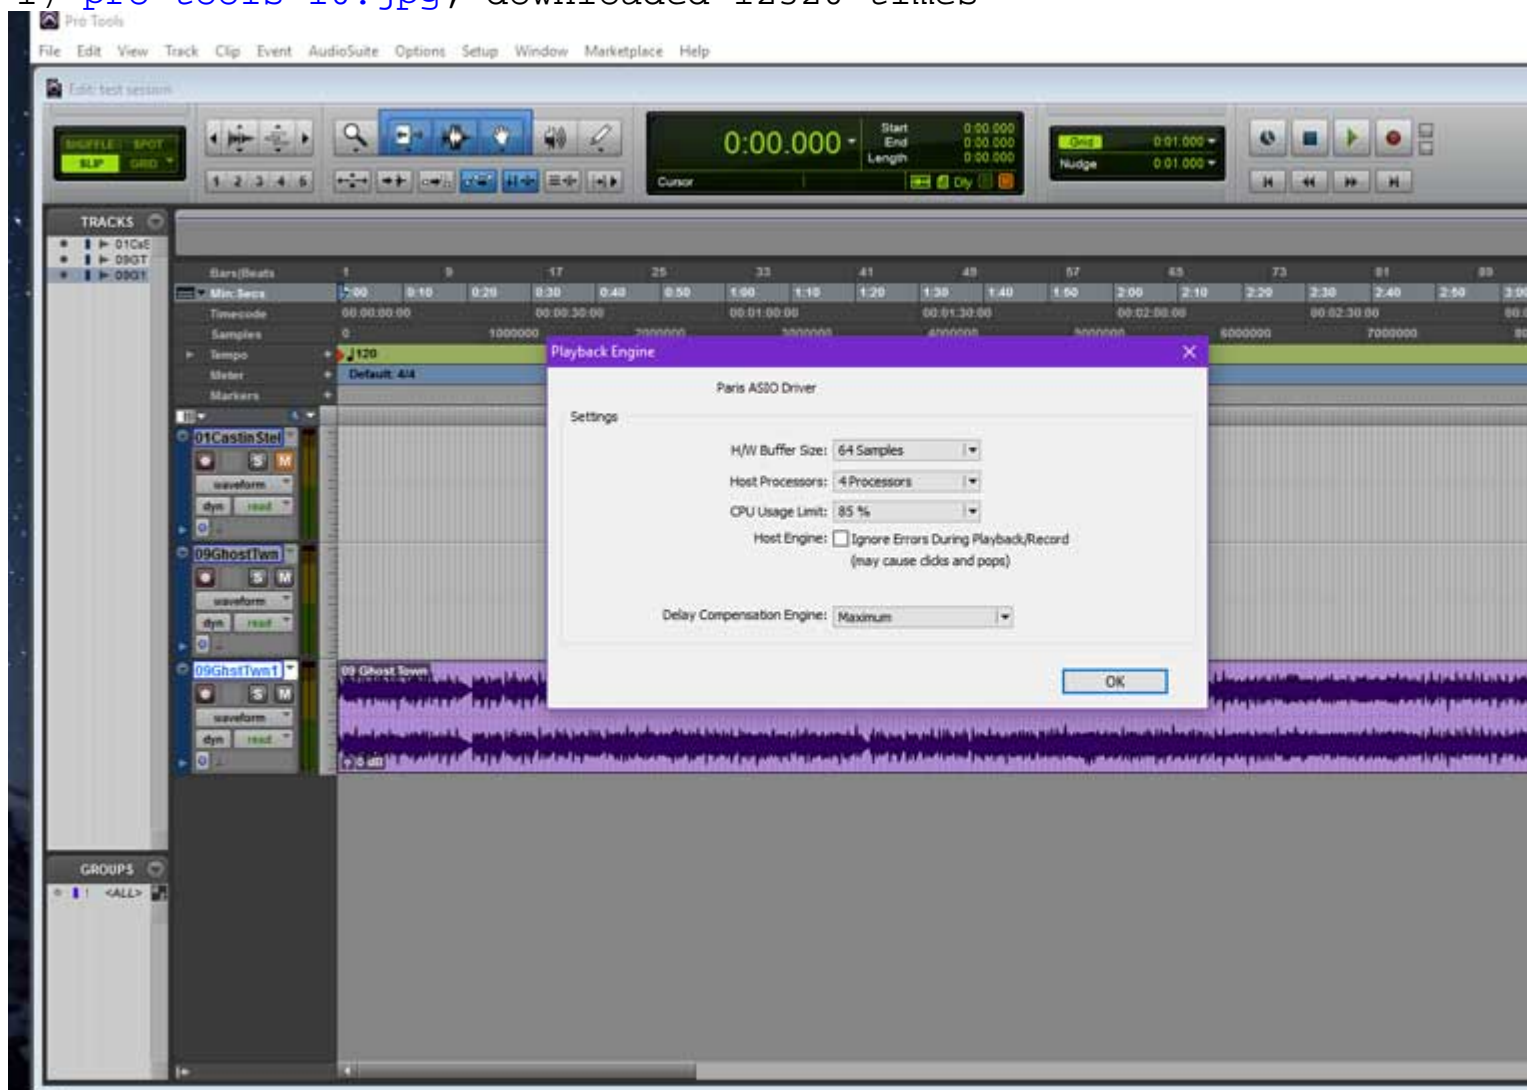 Pro Tools
File Edit View Track Clip Event AudioSuite Options Setup Window Marketplace Help
Edit: test session
SHUFFLE SPOT
SLIP GRID
1 2 3 4 5
0:00.000
Start 0:00.000
End 0:00.000
Length 0:00.000
Cursor
Dly
Grid 0:01.000
Nudge 0:01.000
TRACKS
01CsS
09GT
09G1
Bars|Beats 1 9 17 25 33 41 49 57 65 73 81 89
Min:Secs 0:00 0:10 0:20 0:30 0:40 0:50 1:00 1:10 1:20 1:30 1:40 1:50 2:00 2:10 2:20 2:30 2:40 2:50 3:00
Timecode 00:00:00:00 00:00:30:00 00:01:00:00 00:01:30:00 00:02:00:00 00:02:30:00
Samples 0 1000000 2000000 3000000 4000000 5000000 6000000 7000000
Tempo 120
Meter Default: 4/4
Markers
Playback Engine
Paris ASIO Driver
Settings
H/W Buffer Size: 64 Samples
Host Processors: 4 Processors
CPU Usage Limit: 85 %
Host Engine: Ignore Errors During Playback/Record
(may cause clicks and pops)
Delay Compensation Engine: Maximum
OK
01CastinStel
S M
waveform
dyn read
09GhostTwn
S M
waveform
dyn read
09GhstTwn1
S M
waveform
dyn read
09 Ghost Town
0 dB
GROUPS
! <ALL>